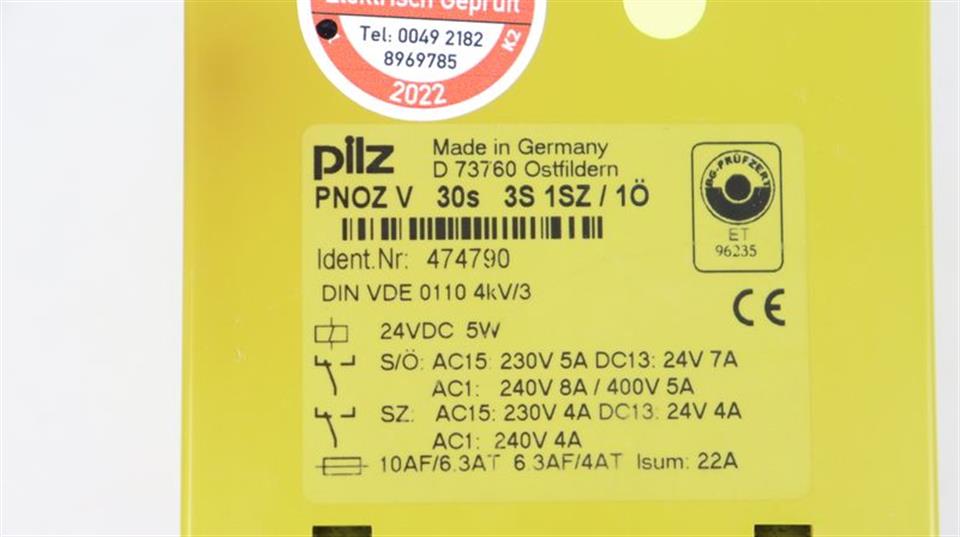 Elektrisch Geprüft
Tel: 0049 2182
8969785
K2
2022
pilz
Made in Germany
D 73760 Ostfildern
PNOZ V 30s 3S 1SZ / 1Ö
Ident.Nr: 474790
DIN VDE 0110 4kV/3
BG-PRÜFZERT
ET
96235
CE
24VDC 5W
S/Ö: AC15: 230V 5A DC13: 24V 7A
AC1: 240V 8A / 400V 5A
SZ: AC15: 230V 4A DC13: 24V 4A
AC1: 240V 4A
10AF/6.3AT 6.3AF/4AT Isum: 22A